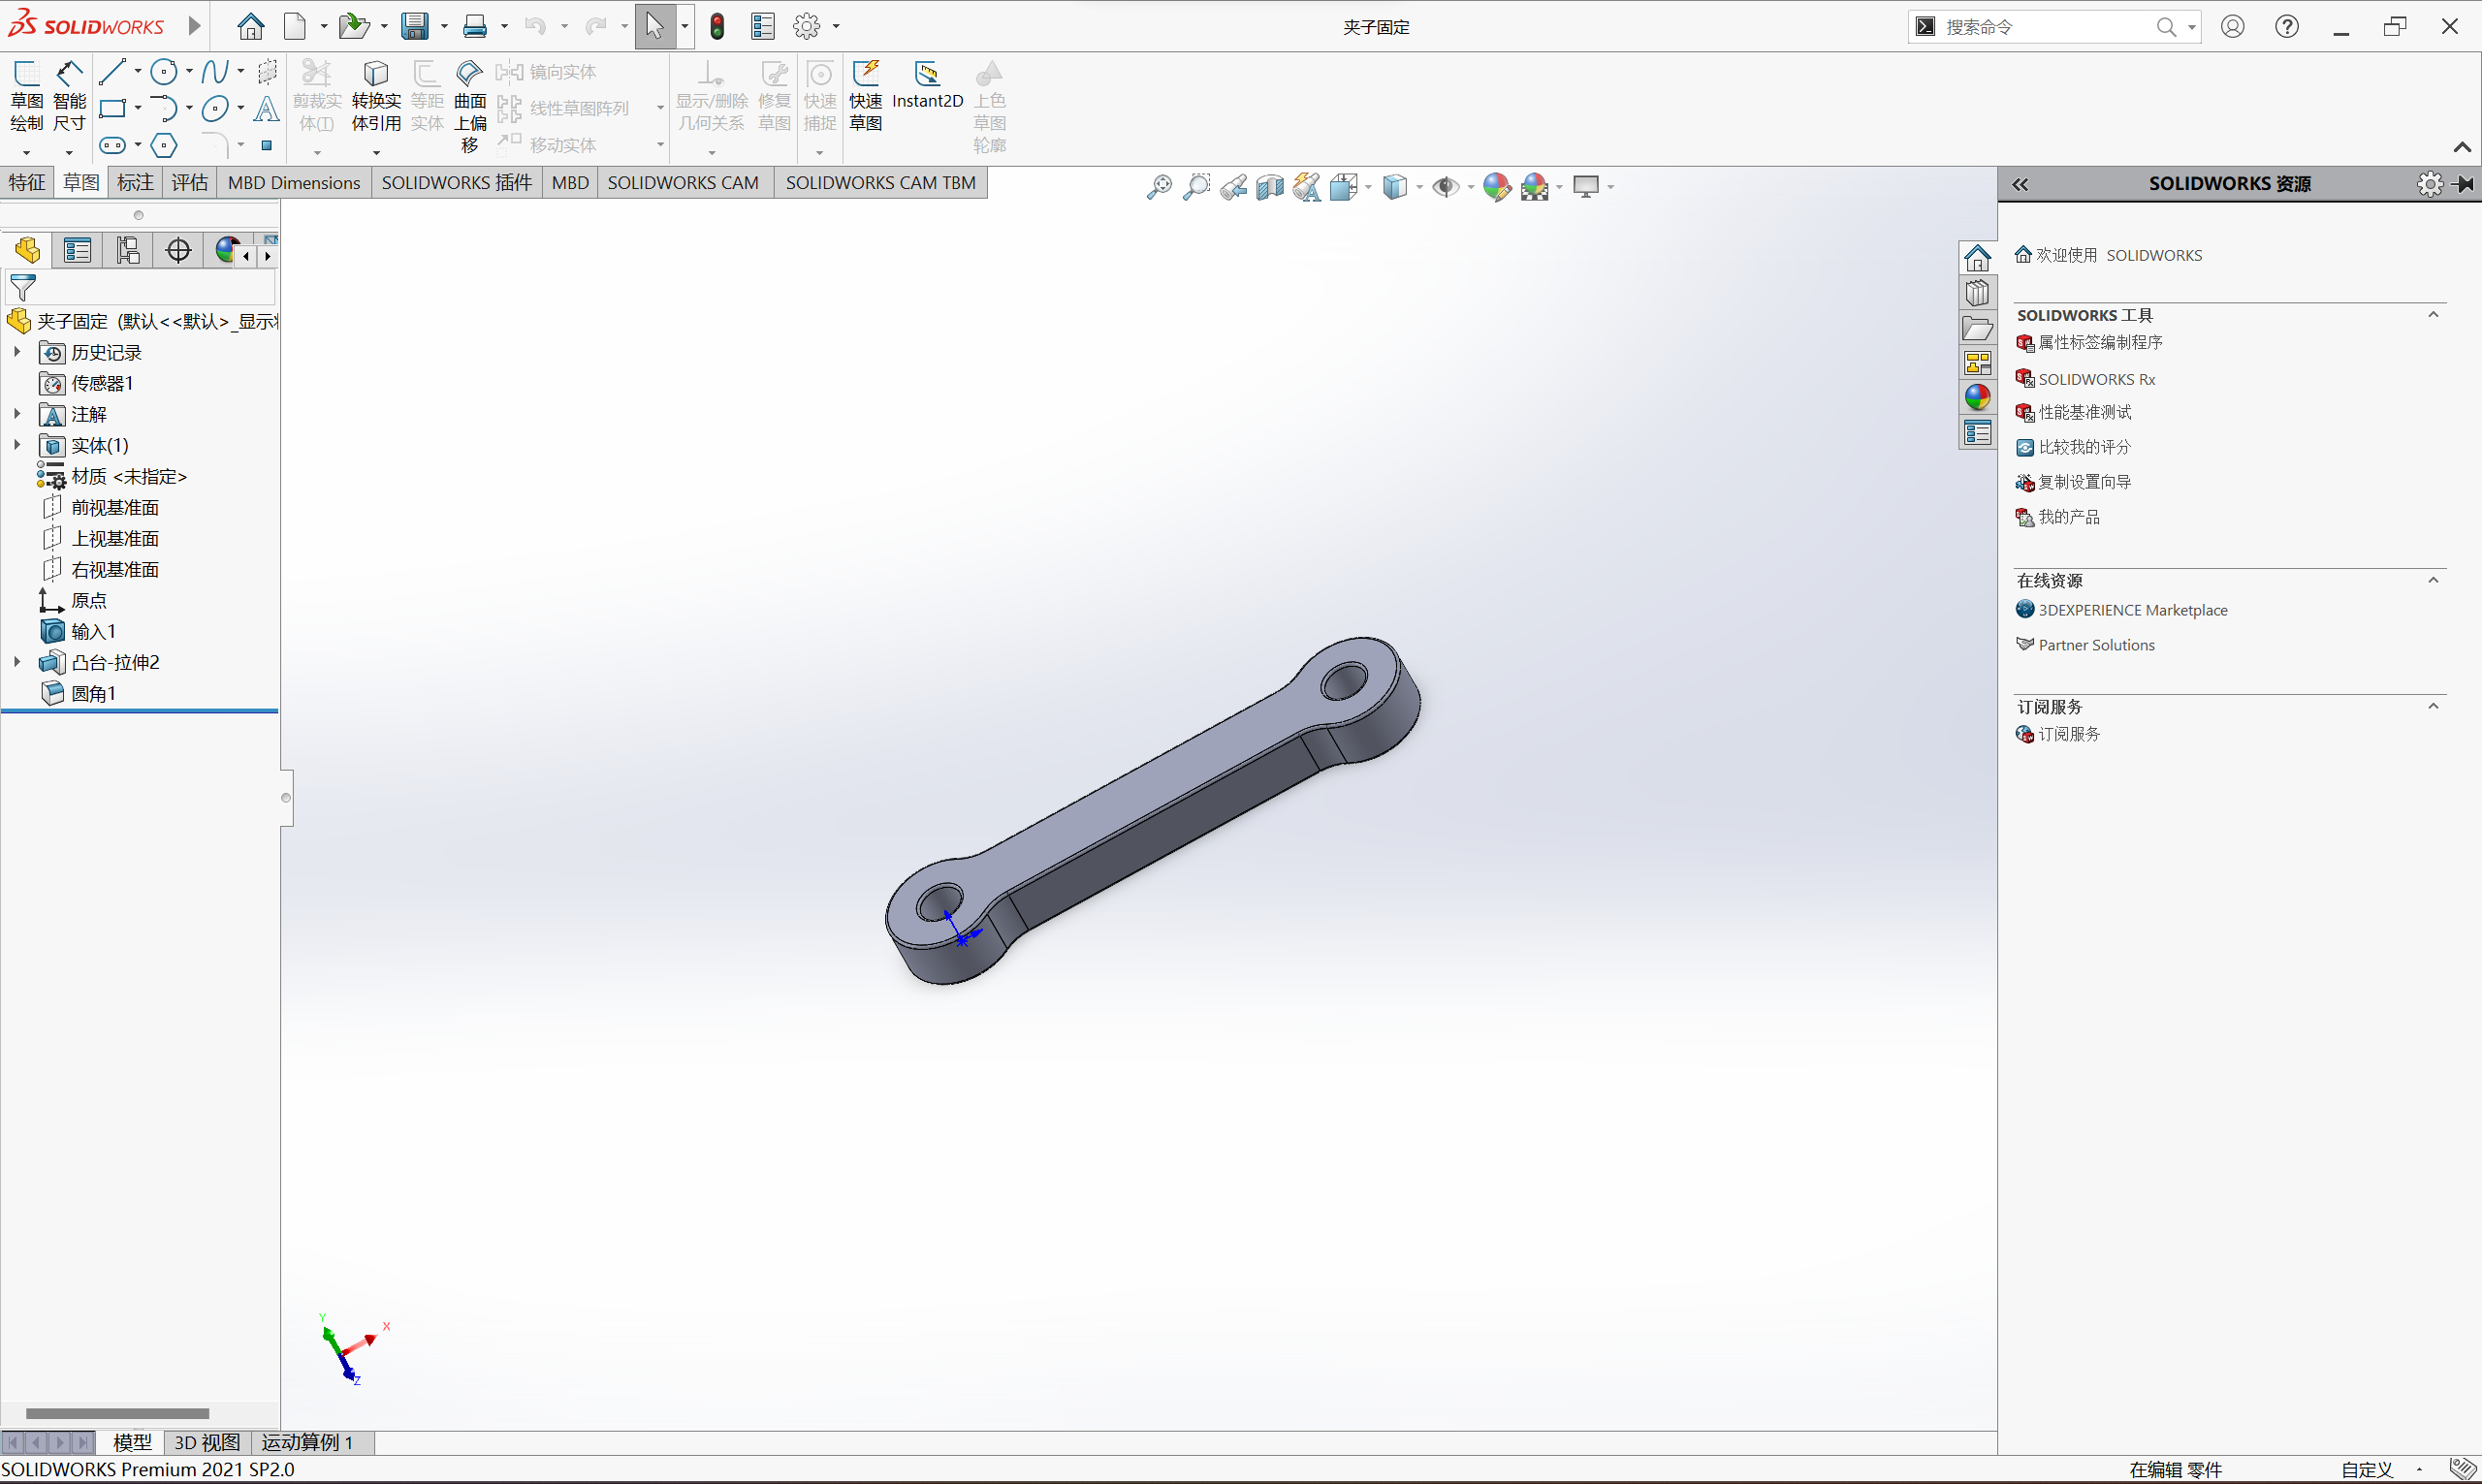 SOLIDWORKS
夹子固定
搜索命令
草图绘制
智能尺寸
剪裁实体(T)
转换实体引用
等距实体
曲面上偏移
镜向实体
线性草图阵列
移动实体
显示/删除几何关系
修复草图
快速捕捉
快速草图
Instant2D
上色草图轮廓
特征 草图 标注 评估 MBD Dimensions SOLIDWORKS 插件 MBD SOLIDWORKS CAM SOLIDWORKS CAM TBM
夹子固定 (默认<<默认>_显示
历史记录
传感器1
注解
实体(1)
材质 <未指定>
前视基准面
上视基准面
右视基准面
原点
输入1
凸台-拉伸2
圆角1
Y
X
Z
SOLIDWORKS 资源
欢迎使用 SOLIDWORKS
SOLIDWORKS 工具
属性标签编制程序
SOLIDWORKS Rx
性能基准测试
比较我的评分
复制设置向导
我的产品
在线资源
3DEXPERIENCE Marketplace
Partner Solutions
订阅服务
订阅服务
模型 3D 视图 运动算例 1
SOLIDWORKS Premium 2021 SP2.0
在编辑 零件
自定义